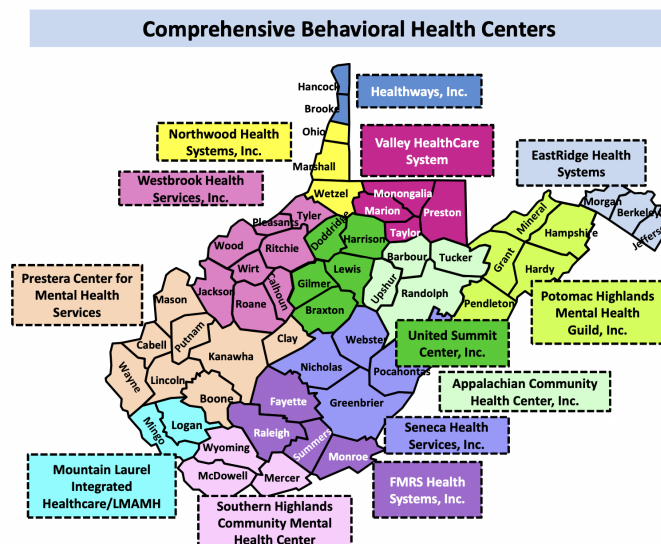 Comprehensive Behavioral Health Centers
Hancock
Healthways, Inc.
Brooke
Ohio
Northwood Health
Systems, Inc.
Valley HealthCare
System
Marshall
EastRidge Health
Systems
Westbrook Health
Services, Inc.
Wetzel
Monongalia
Marion
Preston
Morgan
Berkeley
Jefferso
Mineral
Hampshire
Tyler
Pleasants
Doddridge
Harrison
Taylor
Wood
Ritchie
Barbour
Tucker
Grant
Hardy
Wirt
Lewis
Gilmer
Calhoun
Upshur
Randolph
Pendleton
Prestera Center for
Mental Health
Services
Mason
Jackson
Roane
Braxton
Potomac Highlands
Mental Health
Guild, Inc.
Putnam
Cabell
Clay
Webster
United Summit
Center, Inc.
Kanawha
Nicholas
Pocahontas
Wayne
Lincoln
Appalachian Community
Health Center, Inc.
Boone
Fayette
Greenbrier
Mingo
Logan
Raleigh
Summers
Seneca Health
Services, Inc.
Wyoming
Monroe
Mountain Laurel
Integrated
Healthcare/LMAMH
McDowell
Mercer
FMRS Health
Systems, Inc.
Southern Highlands
Community Mental
Health Center